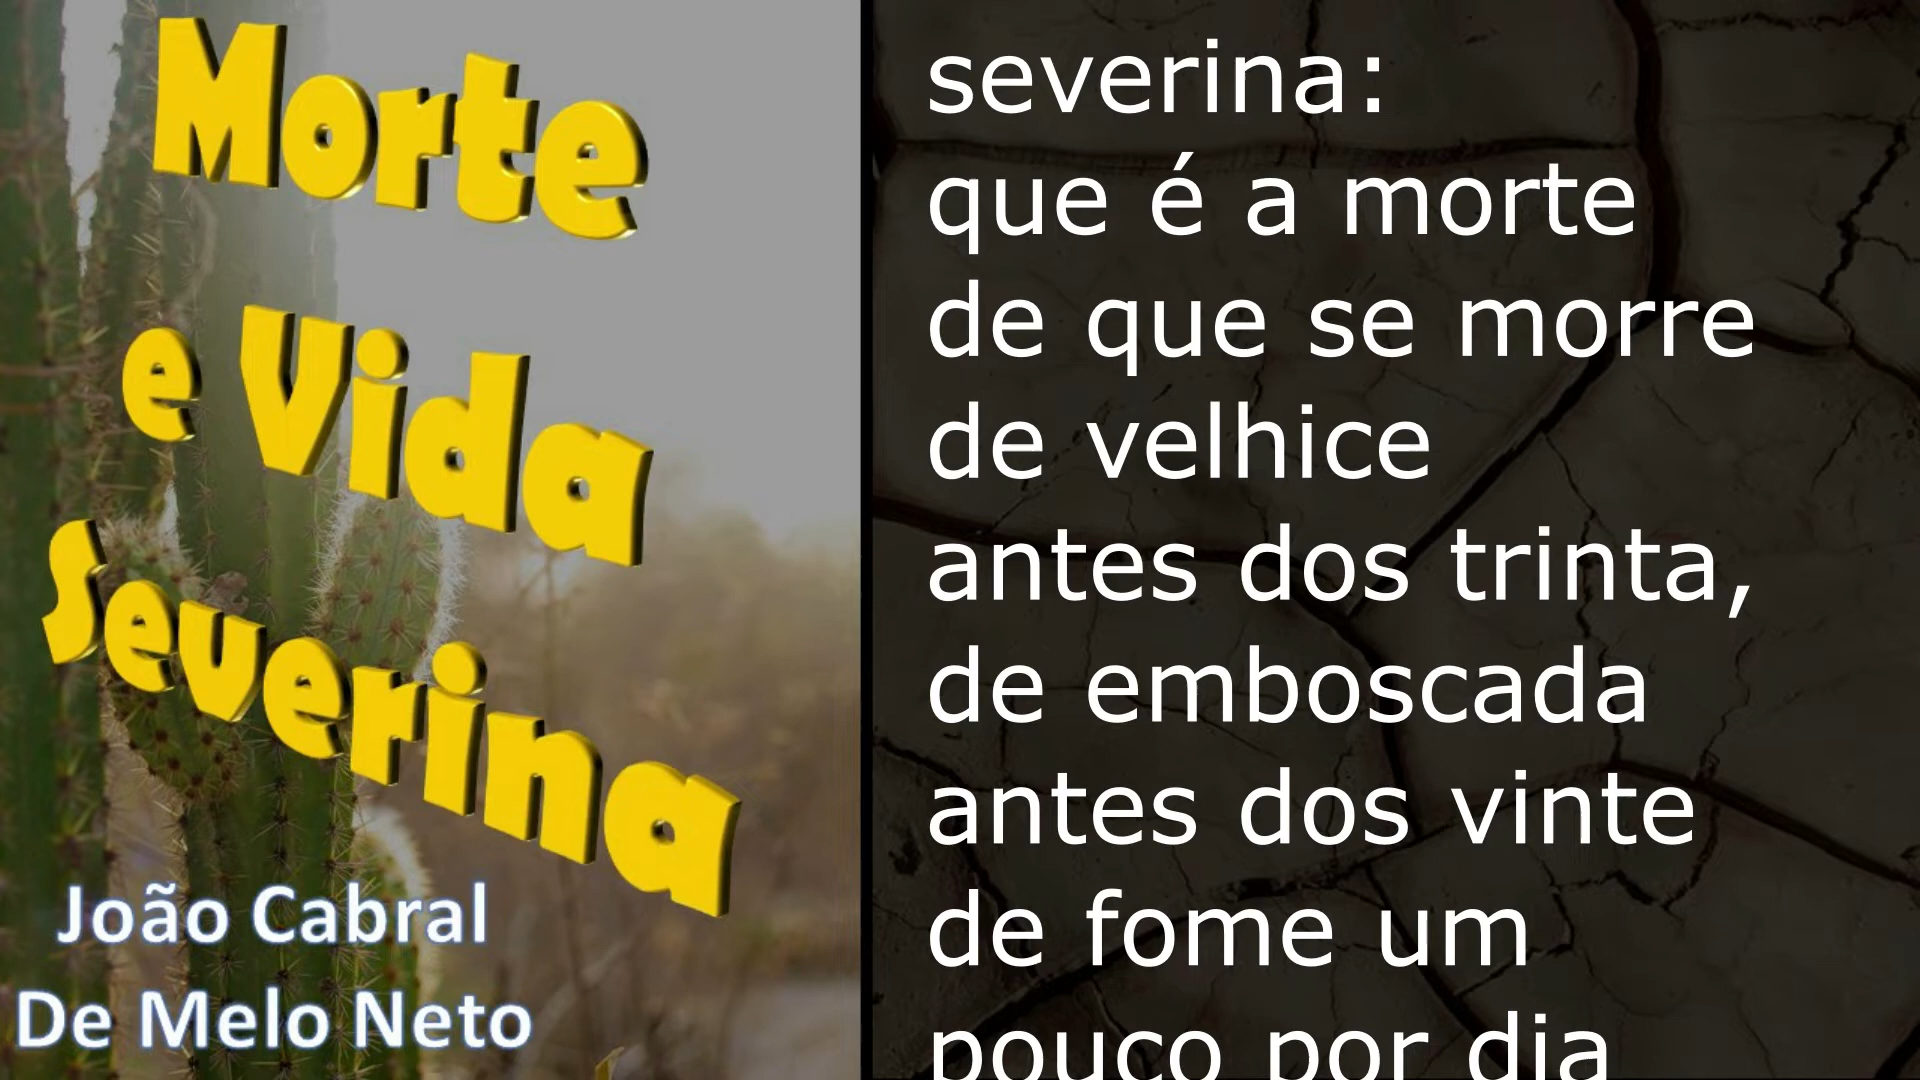 Morte
e Vida
Severina
João Cabral
De Melo Neto
severina:
que é a morte
de que se morre
de velhice
antes dos trinta,
de emboscada
antes dos vinte
de fome um
pouco por dia